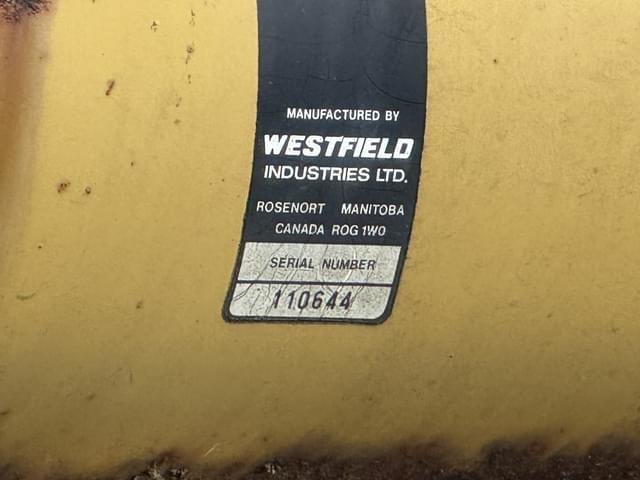 MANUFACTURED BY
WESTFIELD
INDUSTRIES LTD.
ROSENORT MANITOBA
CANADA ROG 1W0
SERIAL NUMBER
110644